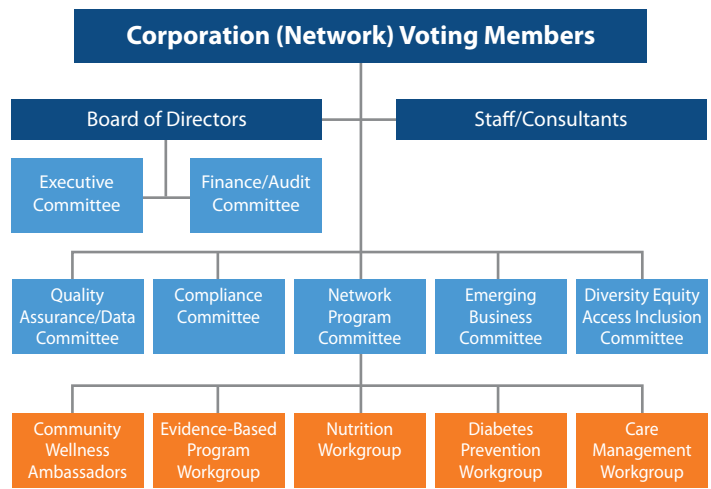 Corporation (Network) Voting Members
Board of Directors
Staff/Consultants
Executive
Committee
Finance/Audit
Committee
Quality
Assurance/Data
Committee
Compliance
Committee
Network
Program
Committee
Emerging
Business
Committee
Diversity Equity
Access Inclusion
Committee
Community
Wellness
Ambassadors
Evidence-Based
Program
Workgroup
Nutrition
Workgroup
Diabetes
Prevention
Workgroup
Care
Management
Workgroup